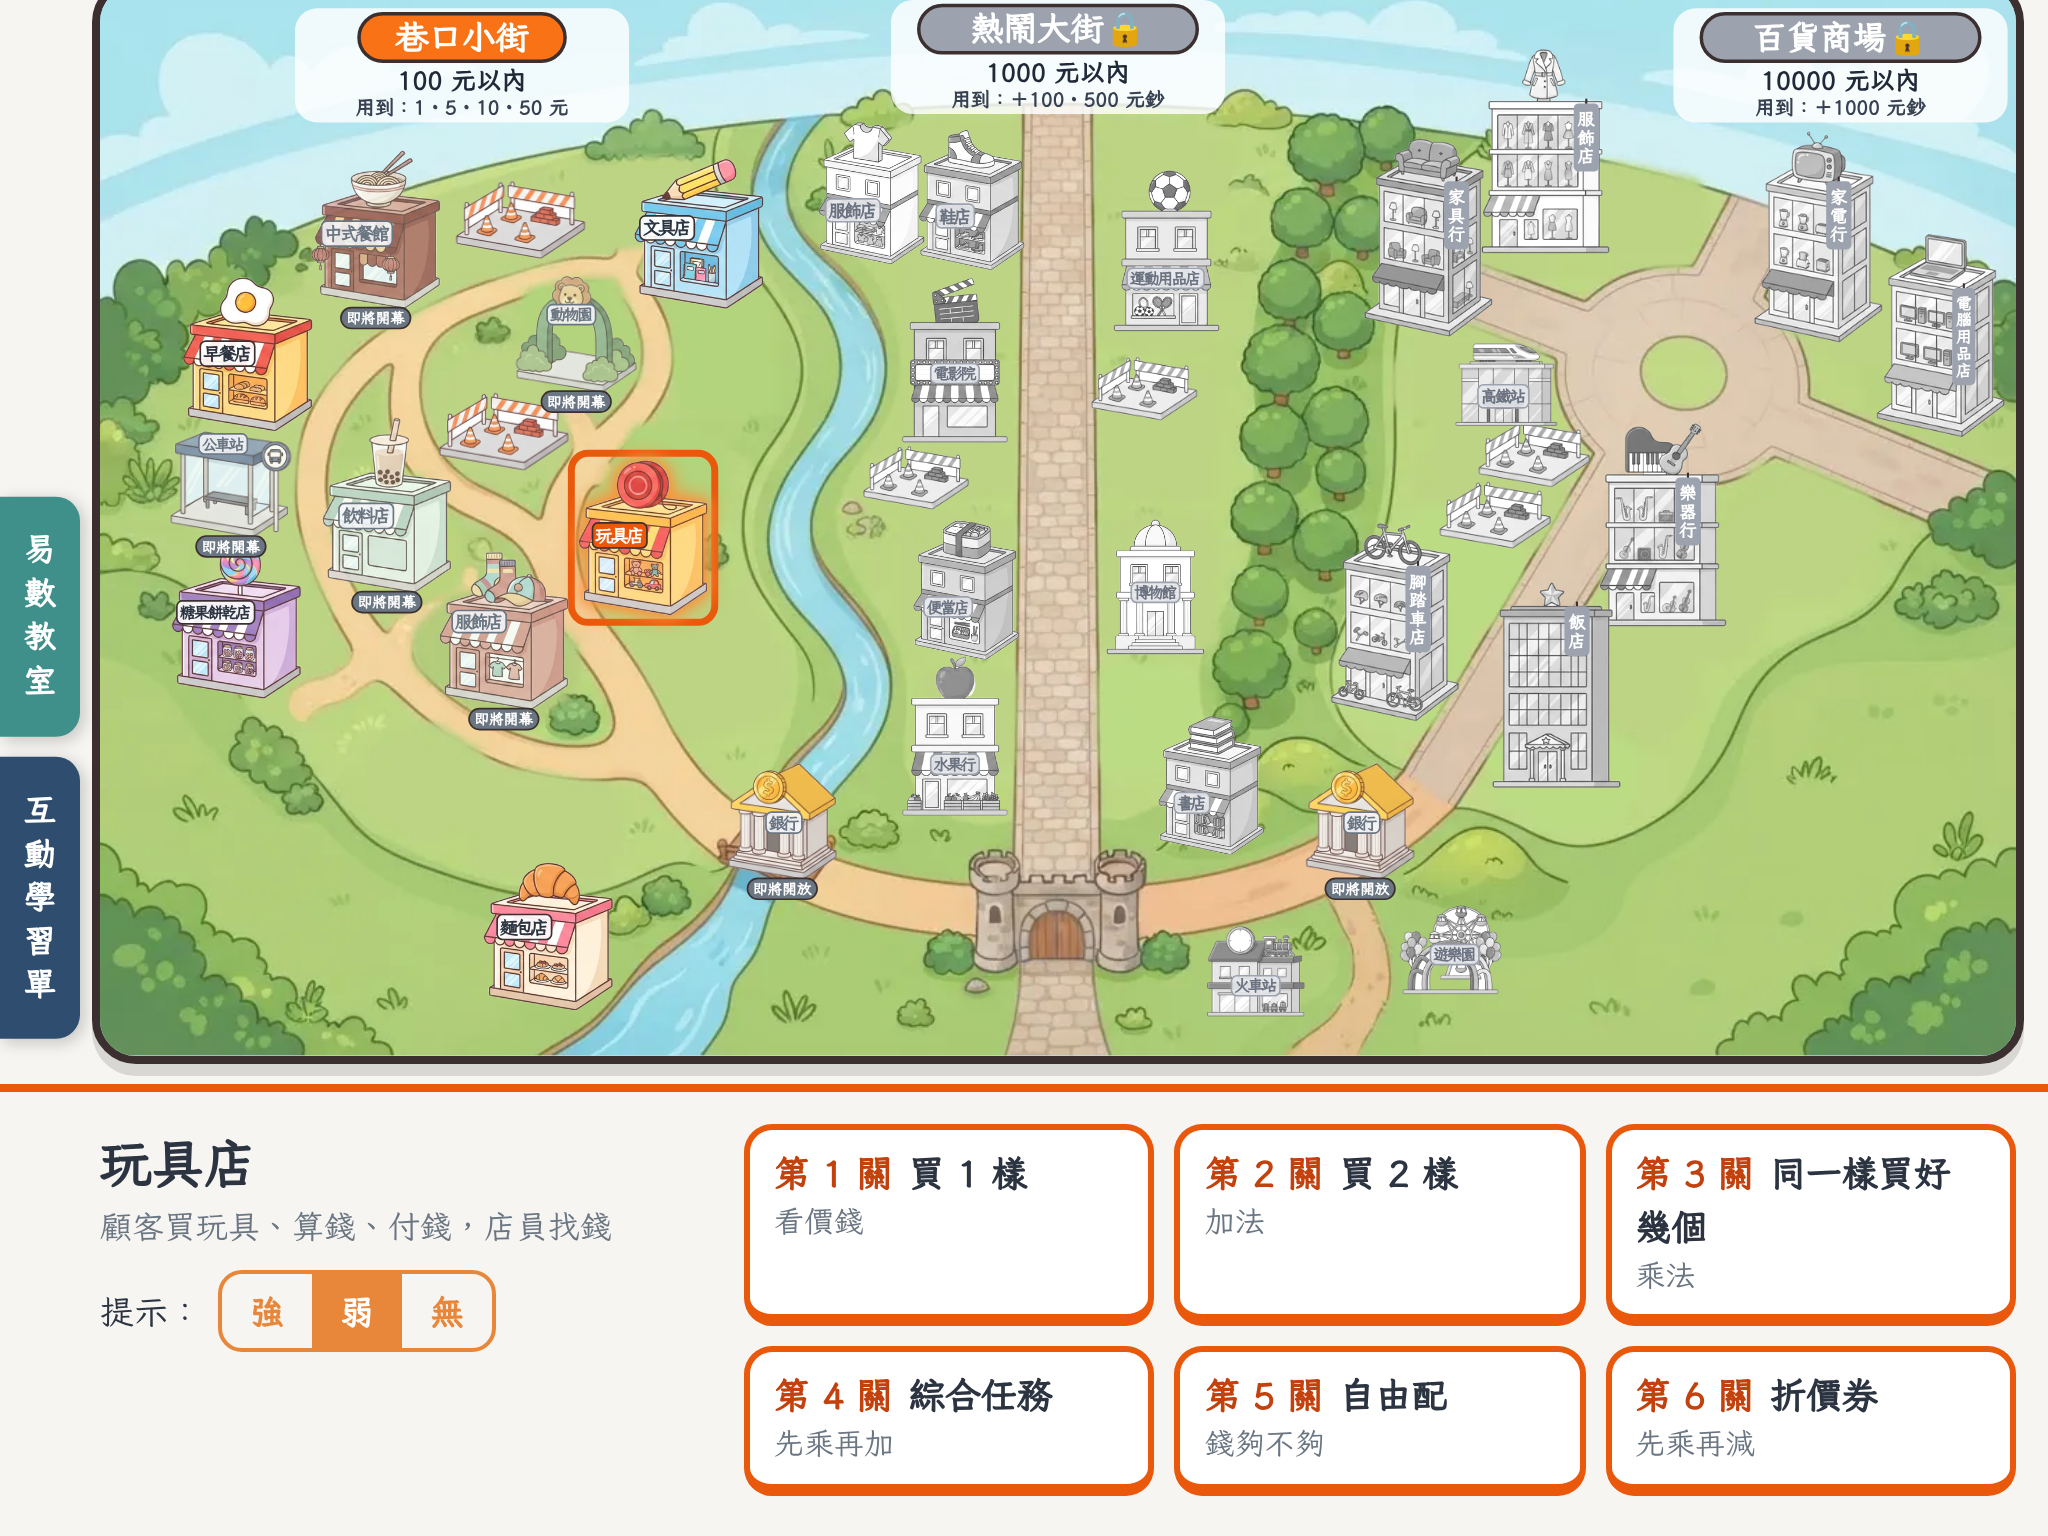 巷口小街
100 元以內
用到：1・5・10・50 元
熱鬧大街
1000 元以內
用到：＋100・500 元鈔
百貨商場
10000 元以內
用到：＋1000 元鈔
中式餐館
即將開幕
文具店
動物園
即將開幕
早餐店
公車站
即將開幕
飲料店
即將開幕
玩具店
糖果餅乾店
服飾店
即將開幕
麵包店
銀行
即將開放
服飾店
鞋店
運動用品店
電影院
便當店
博物館
水果行
書店
銀行
即將開放
火車站
遊樂園
服飾店
家具行
家電行
電腦用品店
高鐵站
樂器行
腳踏車店
飯店
易數教室
互動學習單
玩具店
顧客買玩具、算錢、付錢，店員找錢
提示：
強
弱
無
第 1 關 買 1 樣
看價錢
第 2 關 買 2 樣
加法
第 3 關 同一樣買好
幾個
乘法
第 4 關 綜合任務
先乘再加
第 5 關 自由配
錢夠不夠
第 6 關 折價券
先乘再減